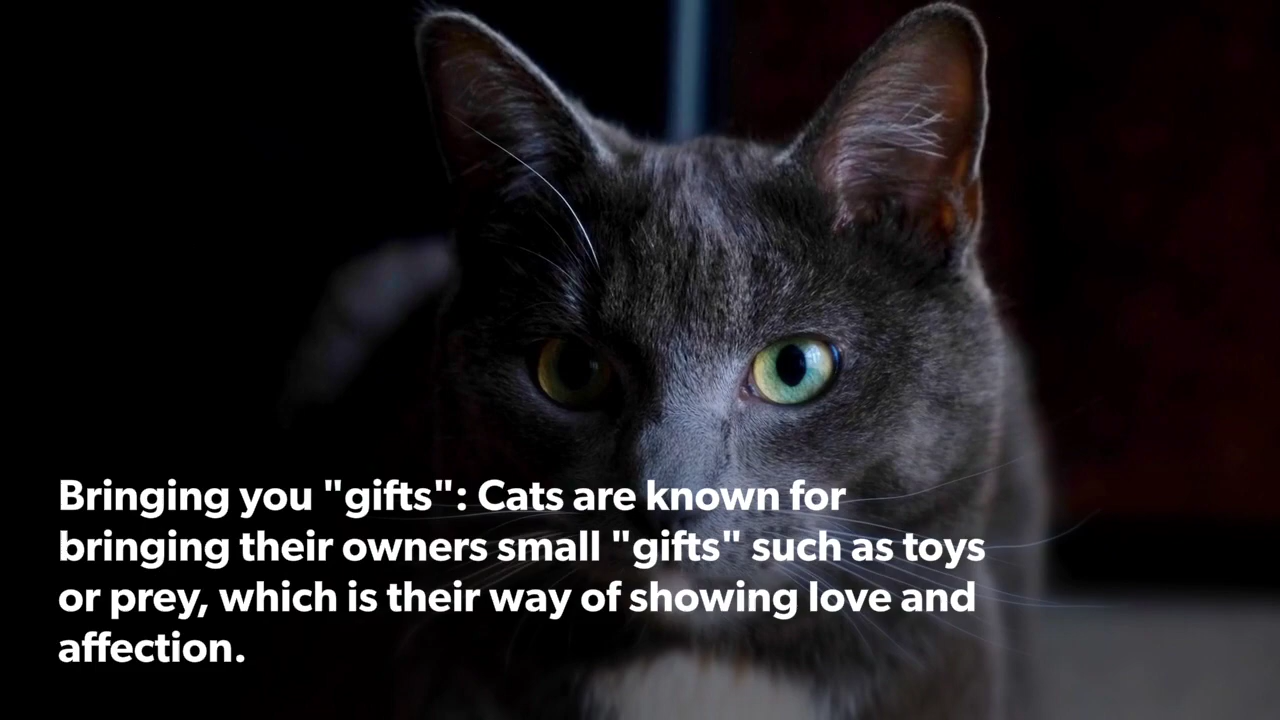 Bringing you "gifts": Cats are known for
bringing their owners small "gifts" such as toys
or prey, which is their way of showing love and
affection.